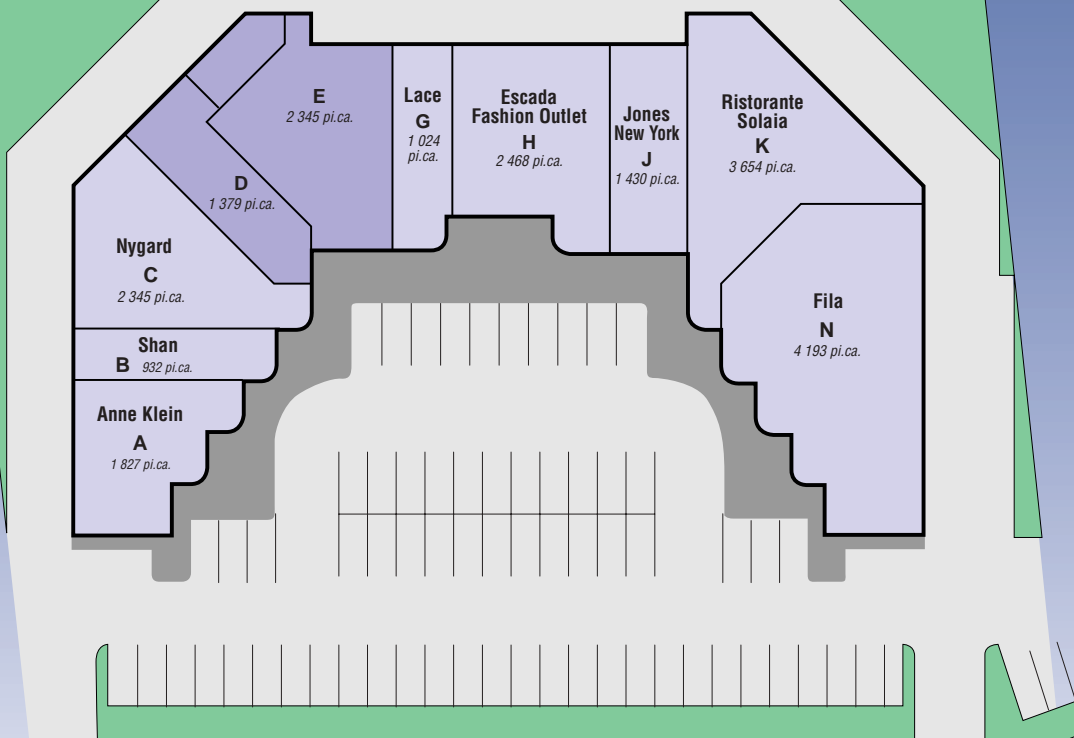 E
2 345 pi.ca.
D
1 379 pi.ca.
Lace
G
1 024
pi.ca.
Escada
Fashion Outlet
H
2 468 pi.ca.
Jones
New York
J
1 430 pi.ca.
Ristorante
Solaia
K
3 654 pi.ca.
Nygard
C
2 345 pi.ca.
Shan
B 932 pi.ca.
Anne Klein
A
1 827 pi.ca.
Fila
N
4 193 pi.ca.